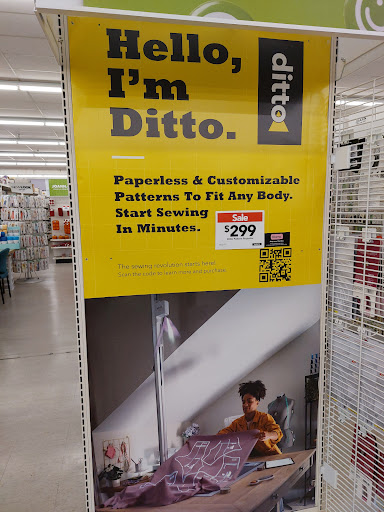 Hello,
I'm
Ditto.
ditto
Paperless & Customizable
Patterns To Fit Any Body.
Start Sewing
In Minutes.
Sale
$299
The sewing revolution starts here!
Scan the code to learn more and purchase.
JOANN